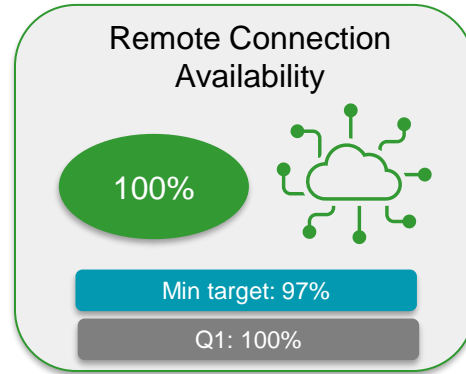 Remote Connection
Availability
100%
Min target: 97%
Q1: 100%